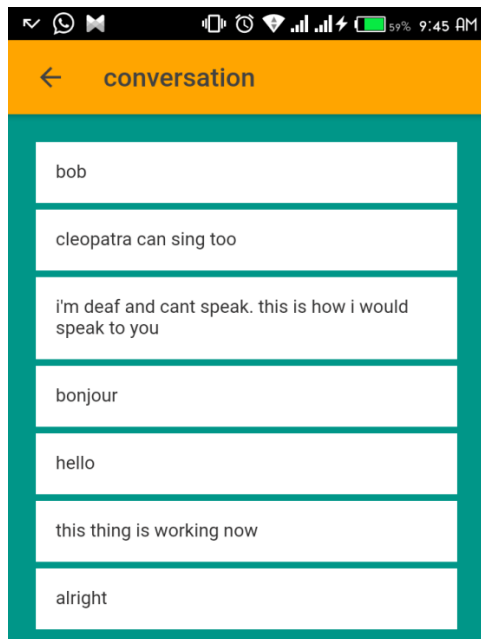 59% 9:45 AM
conversation
bob
cleopatra can sing too
i'm deaf and cant speak. this is how i would
speak to you
bonjour
hello
this thing is working now
alright